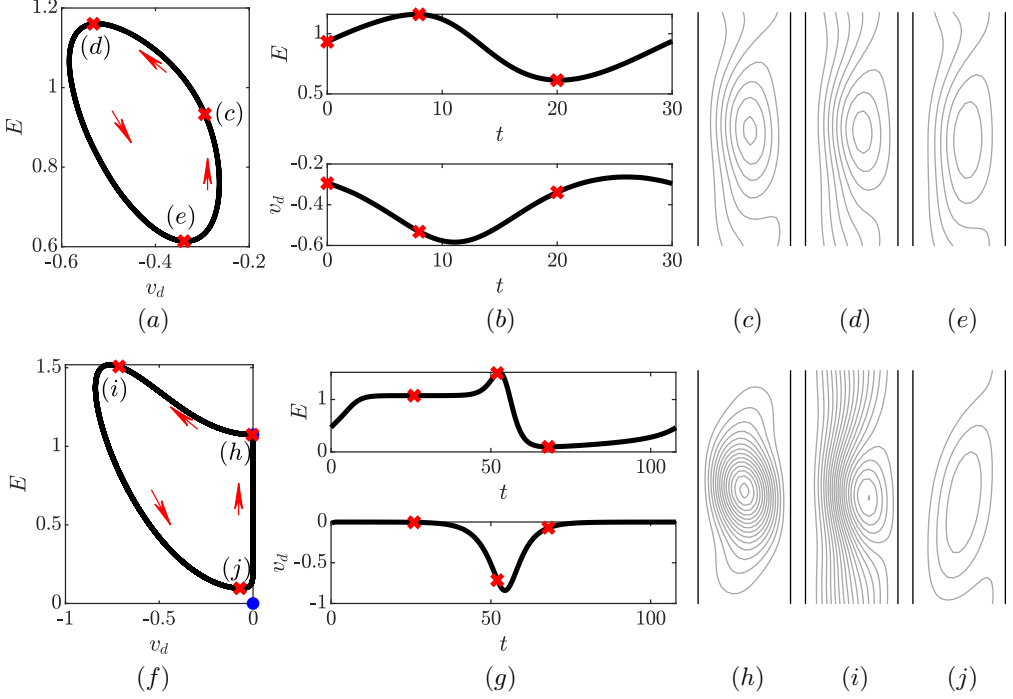 1.2
1
0.8
0.6
E
-0.6
-0.4
-0.2
v_d
(c)
(d)
(e)
(a)
1
0.5
E
0
10
20
30
t
-0.2
-0.4
-0.6
v_d
0
10
20
30
t
(b)
(c)
(d)
(e)
1.5
1
0.5
0
E
-1
-0.5
0
v_d
(i)
(h)
(j)
(f)
1
0
E
0
50
100
t
0
-0.5
-1
v_d
0
50
100
t
(g)
(h)
(i)
(j)